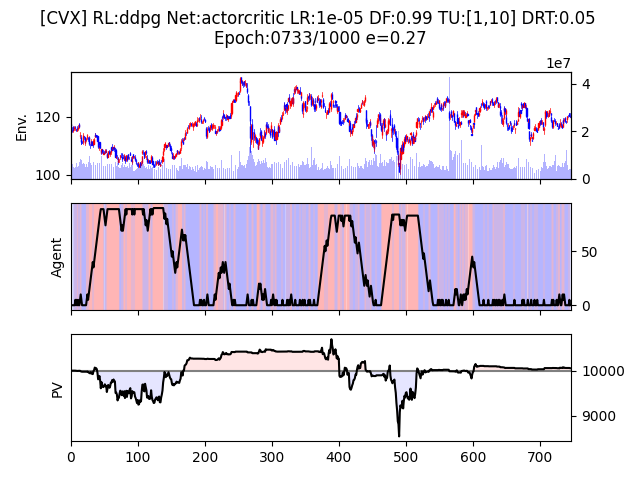 [CVX] RL:ddpg Net:actorcritic LR:1e-05 DF:0.99 TU:[1,10] DRT:0.05
Epoch:0733/1000 e=0.27
1e7
Env.
120
100
4
2
0
Agent
50
0
PV
10000
9000
0 100 200 300 400 500 600 700